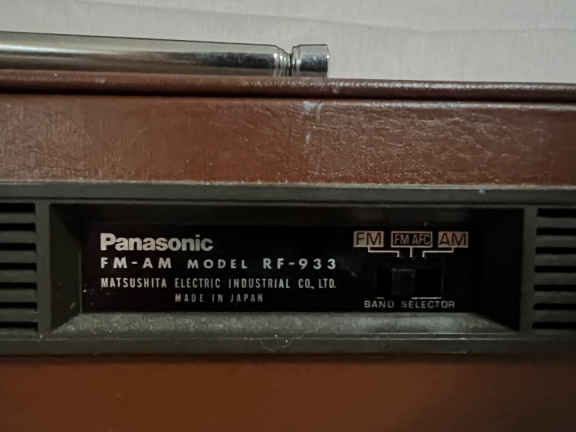 Panasonic
FM-AM MODEL RF-933
MATSUSHITA ELECTRIC INDUSTRIAL CO., LTD.
MADE IN JAPAN
FM FM AFC AM
BAND SELECTOR